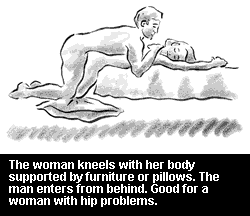 The woman kneels with her body
supported by furniture or pillows. The
man enters from behind. Good for a
woman with hip problems.